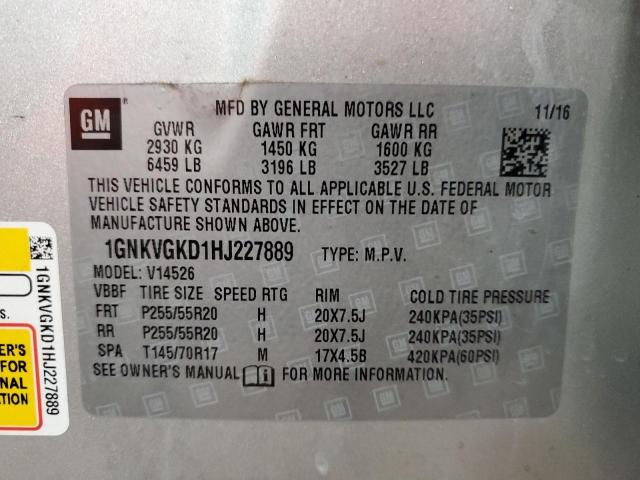 GM
MFD BY GENERAL MOTORS LLC 11/16
GVWR GAWR FRT GAWR RR
2930 KG 1450 KG 1600 KG
6459 LB 3196 LB 3527 LB
THIS VEHICLE CONFORMS TO ALL APPLICABLE U.S. FEDERAL MOTOR
VEHICLE SAFETY STANDARDS IN EFFECT ON THE DATE OF
MANUFACTURE SHOWN ABOVE.
1GNKVGKD1HJ227889 TYPE: M.P.V.
MODEL: V14526
VBBF TIRE SIZE SPEED RTG RIM COLD TIRE PRESSURE
FRT P255/55R20 H 20X7.5J 240KPA(35PSI)
RR P255/55R20 H 20X7.5J 240KPA(35PSI)
SPA T145/70R17 M 17X4.5B 420KPA(60PSI)
SEE OWNER'S MANUAL FOR MORE INFORMATION.
1GNKVGKD1HJ227889
S.
OWNER'S
FOR
NAL
ATION